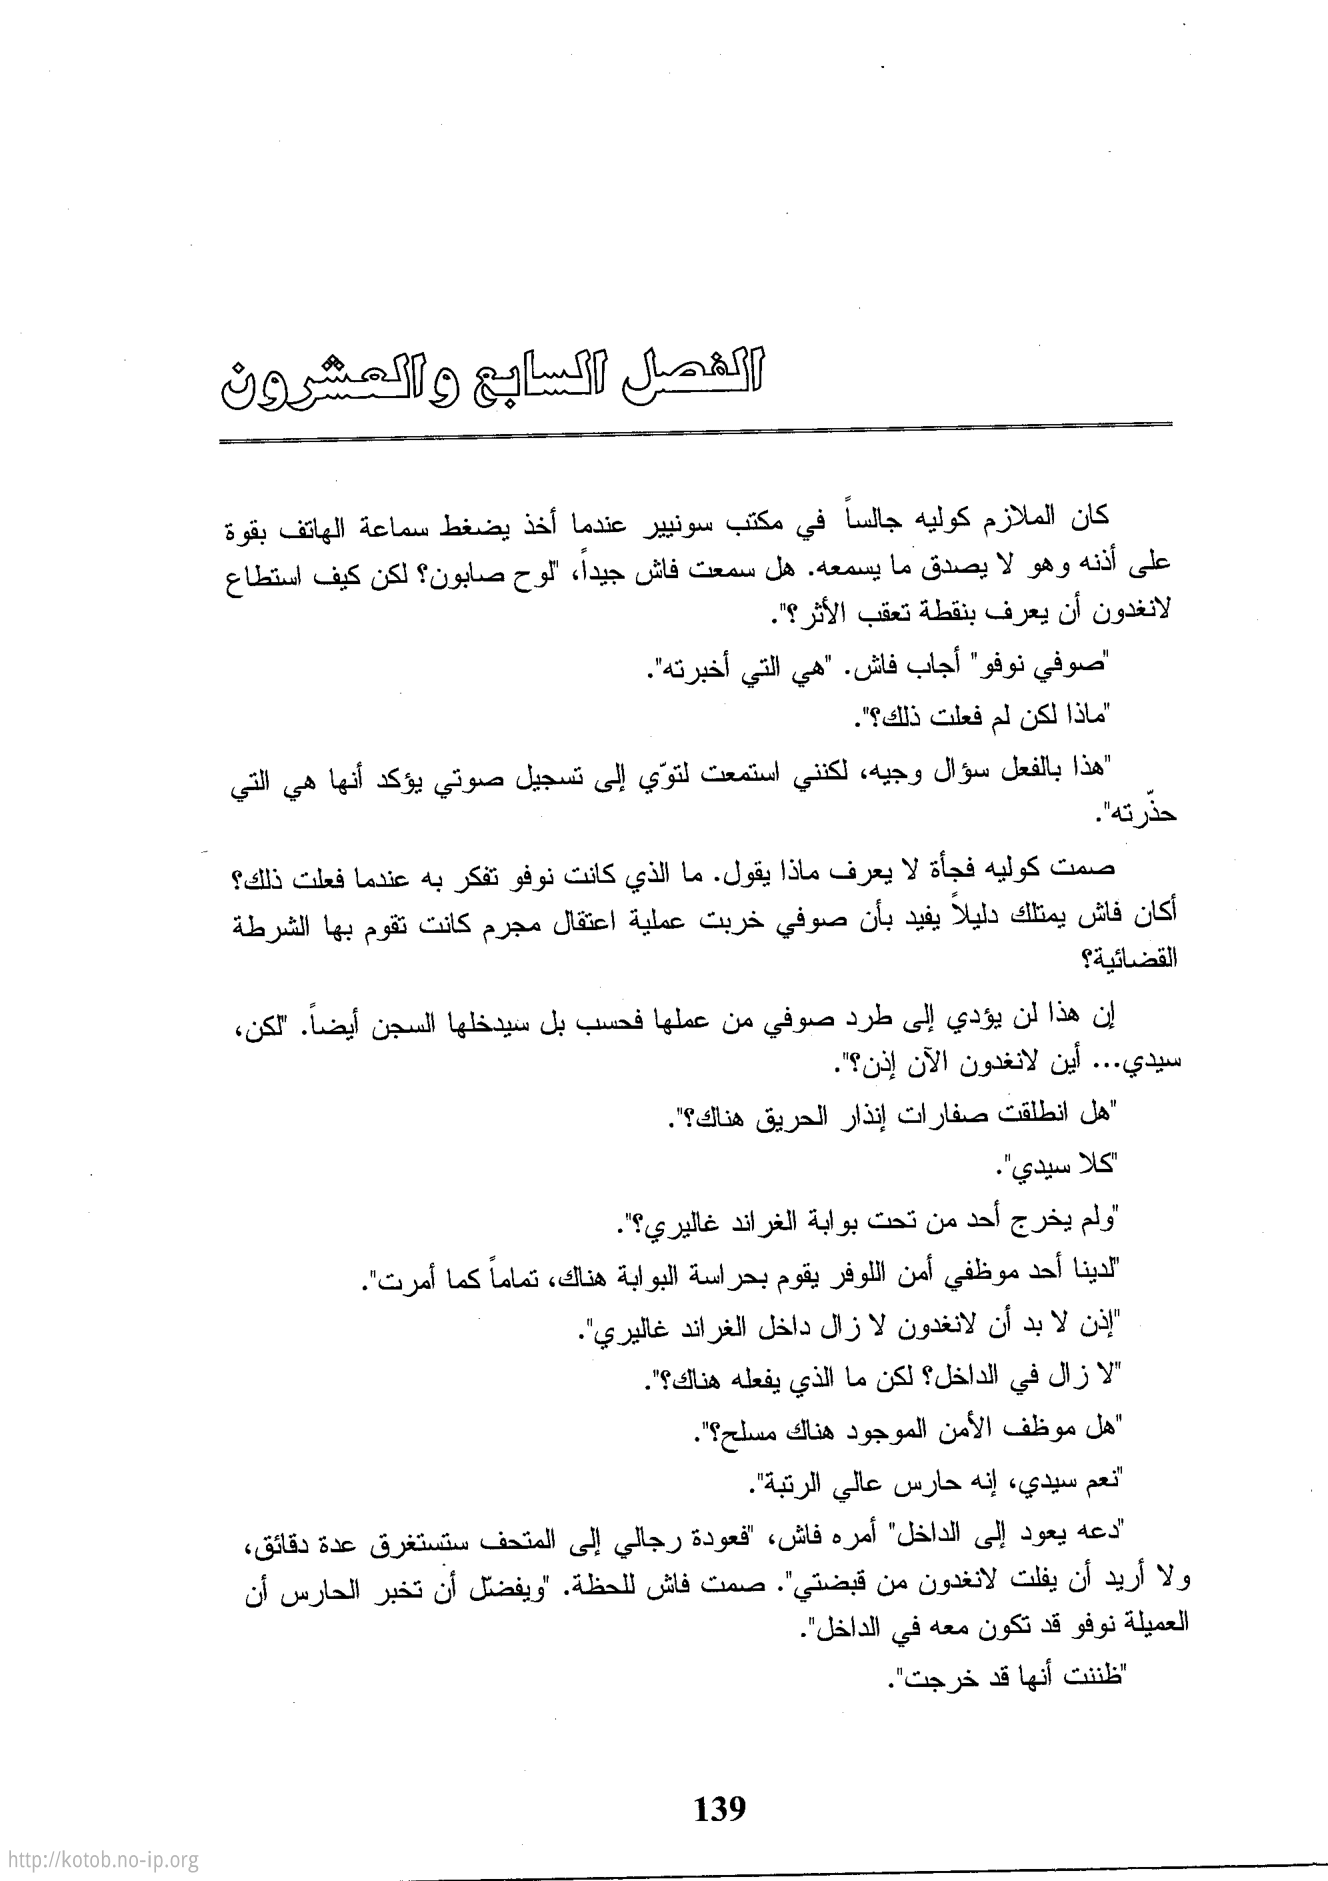 الفصل السابع والعشرون
كان الملازم كوليه جالساً في مكتب سونيير عندما أخذ يضغط سماعة الهاتف بقوة
على أذنه وهو لا يصدق ما يسمعه. هل سمعت فاش جيداً، "لوح صابون؟ لكن كيف استطاع
لانغدون أن يعرف بنقطة تعقب الأثر؟".
"صوفي نوفو" أجاب فاش. "هي التي أخبرته".
"ماذا لكن لم فعلت ذلك؟".
"هذا بالفعل سؤال وجيه، لكنني استمعت لتوّي إلى تسجيل صوتي يؤكد أنها هي التي
حذّرته".
صمت كوليه فجأة لا يعرف ماذا يقول. ما الذي كانت نوفو تفكر به عندما فعلت ذلك؟
أكان فاش يمتلك دليلاً يفيد بأن صوفي خربت عملية اعتقال مجرم كانت تقوم بها الشرطة
القضائية؟
إن هذا لن يؤدي إلى طرد صوفي من عملها فحسب بل سيدخلها السجن أيضاً. "لكن،
سيدي... أين لانغدون الآن إذن؟".
"هل انطلقت صفارات إنذار الحريق هناك؟".
"كلا سيدي".
"ولم يخرج أحد من تحت بوابة الغراند غاليري؟".
"لدينا أحد موظفي أمن اللوفر يقوم بحراسة البوابة هناك، تماماً كما أمرت".
"إذن لا بد أن لانغدون لا زال داخل الغراند غاليري".
"لا زال في الداخل؟ لكن ما الذي يفعله هناك؟".
"هل موظف الأمن الموجود هناك مسلح؟".
"نعم سيدي، إنه حارس عالي الرتبة".
"دعه يعود إلى الداخل" أمره فاش، "فعودة رجالي إلى المتحف ستستغرق عدة دقائق،
ولا أريد أن يفلت لانغدون من قبضتي". صمت فاش للحظة. "ويفضّل أن تخبر الحارس أن
العميلة نوفو قد تكون معه في الداخل".
"ظننت أنها قد خرجت".
139
http://kotob.no-ip.org